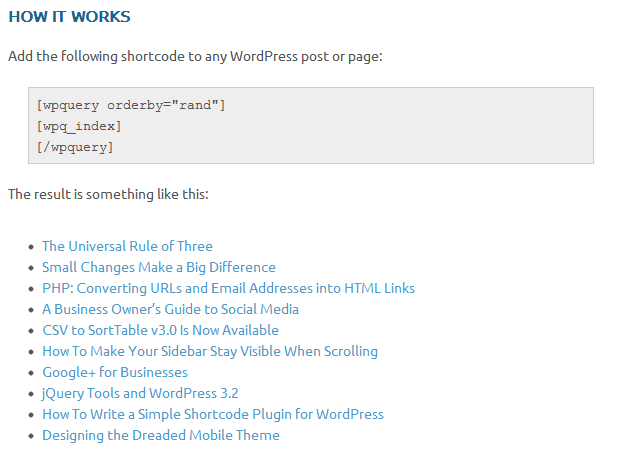 HOW IT WORKS
Add the following shortcode to any WordPress post or page:
[wpquery orderby="rand"]
[wpq_index]
[/wpquery]
The result is something like this:
The Universal Rule of Three
Small Changes Make a Big Difference
PHP: Converting URLs and Email Addresses into HTML Links
A Business Owner's Guide to Social Media
CSV to SortTable v3.0 Is Now Available
How To Make Your Sidebar Stay Visible When Scrolling
Google+ for Businesses
jQuery Tools and WordPress 3.2
How To Write a Simple Shortcode Plugin for WordPress
Designing the Dreaded Mobile Theme